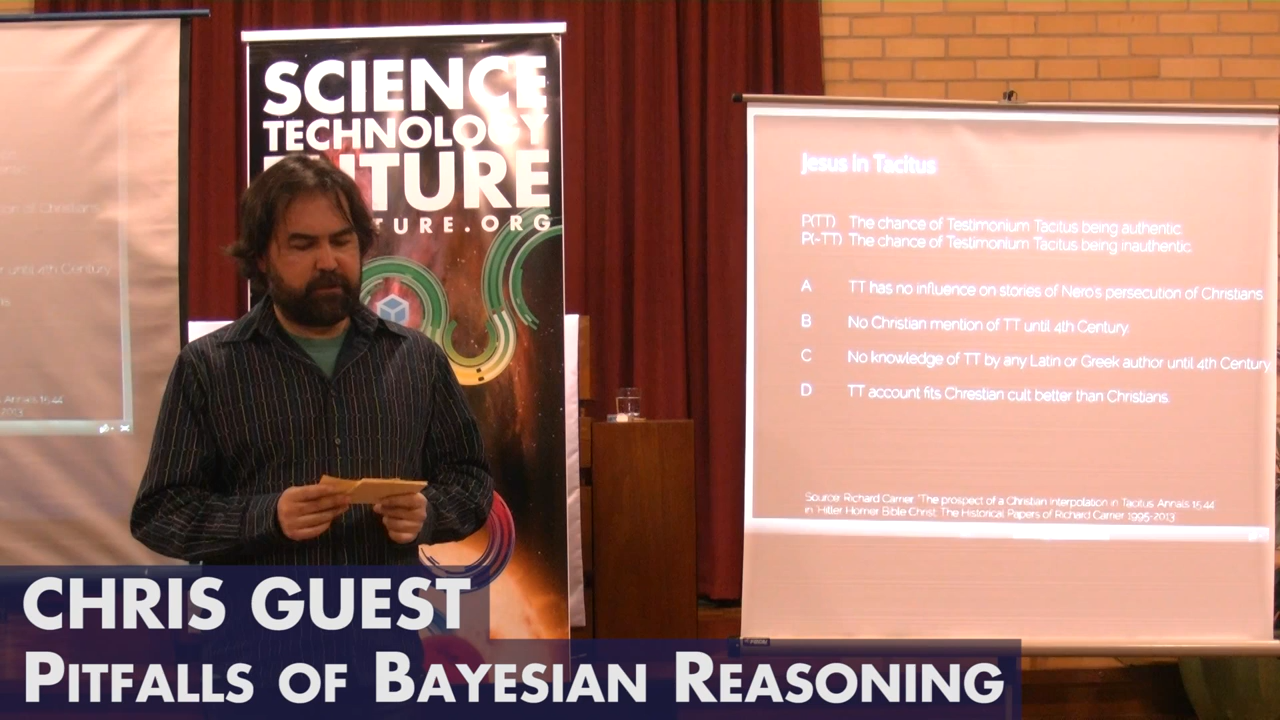 SCIENCE
TECHNOLOGY
FUTURE
TURE.ORG
Jesus in Tacitus
P(TT) The chance of Testimonium Tacitus being authentic.
P(-TT) The chance of Testimonium Tacitus being inauthentic.
A TT has no influence on stories of Nero's persecution of Christians.
B No Christian mention of TT until 4th Century.
C No knowledge of TT by any Latin or Greek author until 4th Century
D TT account fits Chrestian cult better than Christians.
Source: Richard Carrier "The prospect of a Christian interpolation in Tacitus Annals 15.44"
in 'Hitler Homer Bible Christ: The Historical Papers of Richard Carrier 1995-2013'
n of Christians
until 4th Century
Annals 15.44
2013
CHRIS GUEST
PITFALLS OF BAYESIAN REASONING